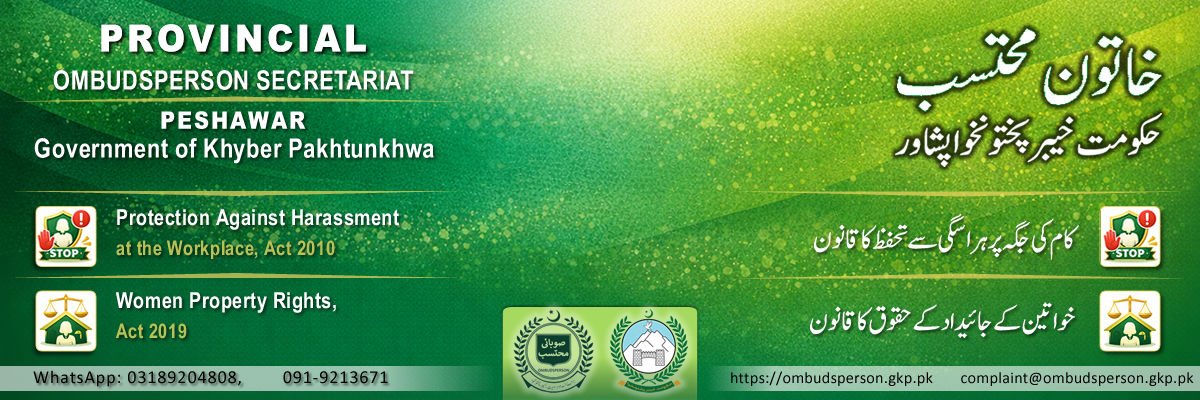 PROVINCIAL
OMBUDSPERSON SECRETARIAT
PESHAWAR
Government of Khyber Pakhtunkhwa
خاتون محتسب
حکومت خیبر پختونخوا پشاور
STOP
Protection Against Harassment
at the Workplace, Act 2010
کام کی جگہ پر ہراسگی سے تحفظ کا قانون
STOP
Women Property Rights,
Act 2019
خواتین کے جائیداد کے حقوق کا قانون
صوبائی
محتسب
OMBUDSPERSON
WhatsApp: 03189204808, 091-9213671
https://ombudsperson.gkp.pk complaint@ombudsperson.gkp.pk